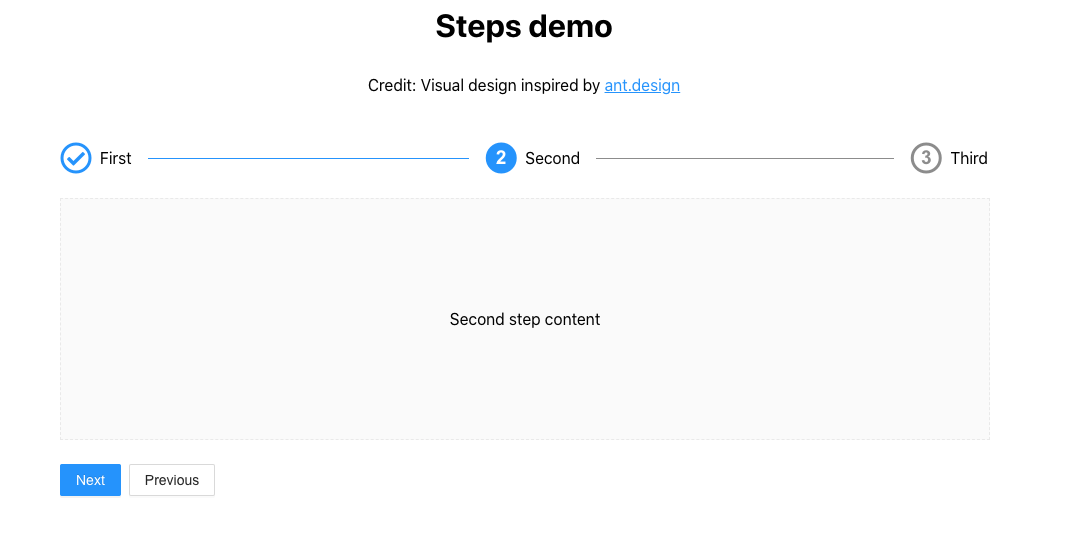 Steps demo
Credit: Visual design inspired by ant.design
First 2 Second 3 Third
Second step content
Next Previous